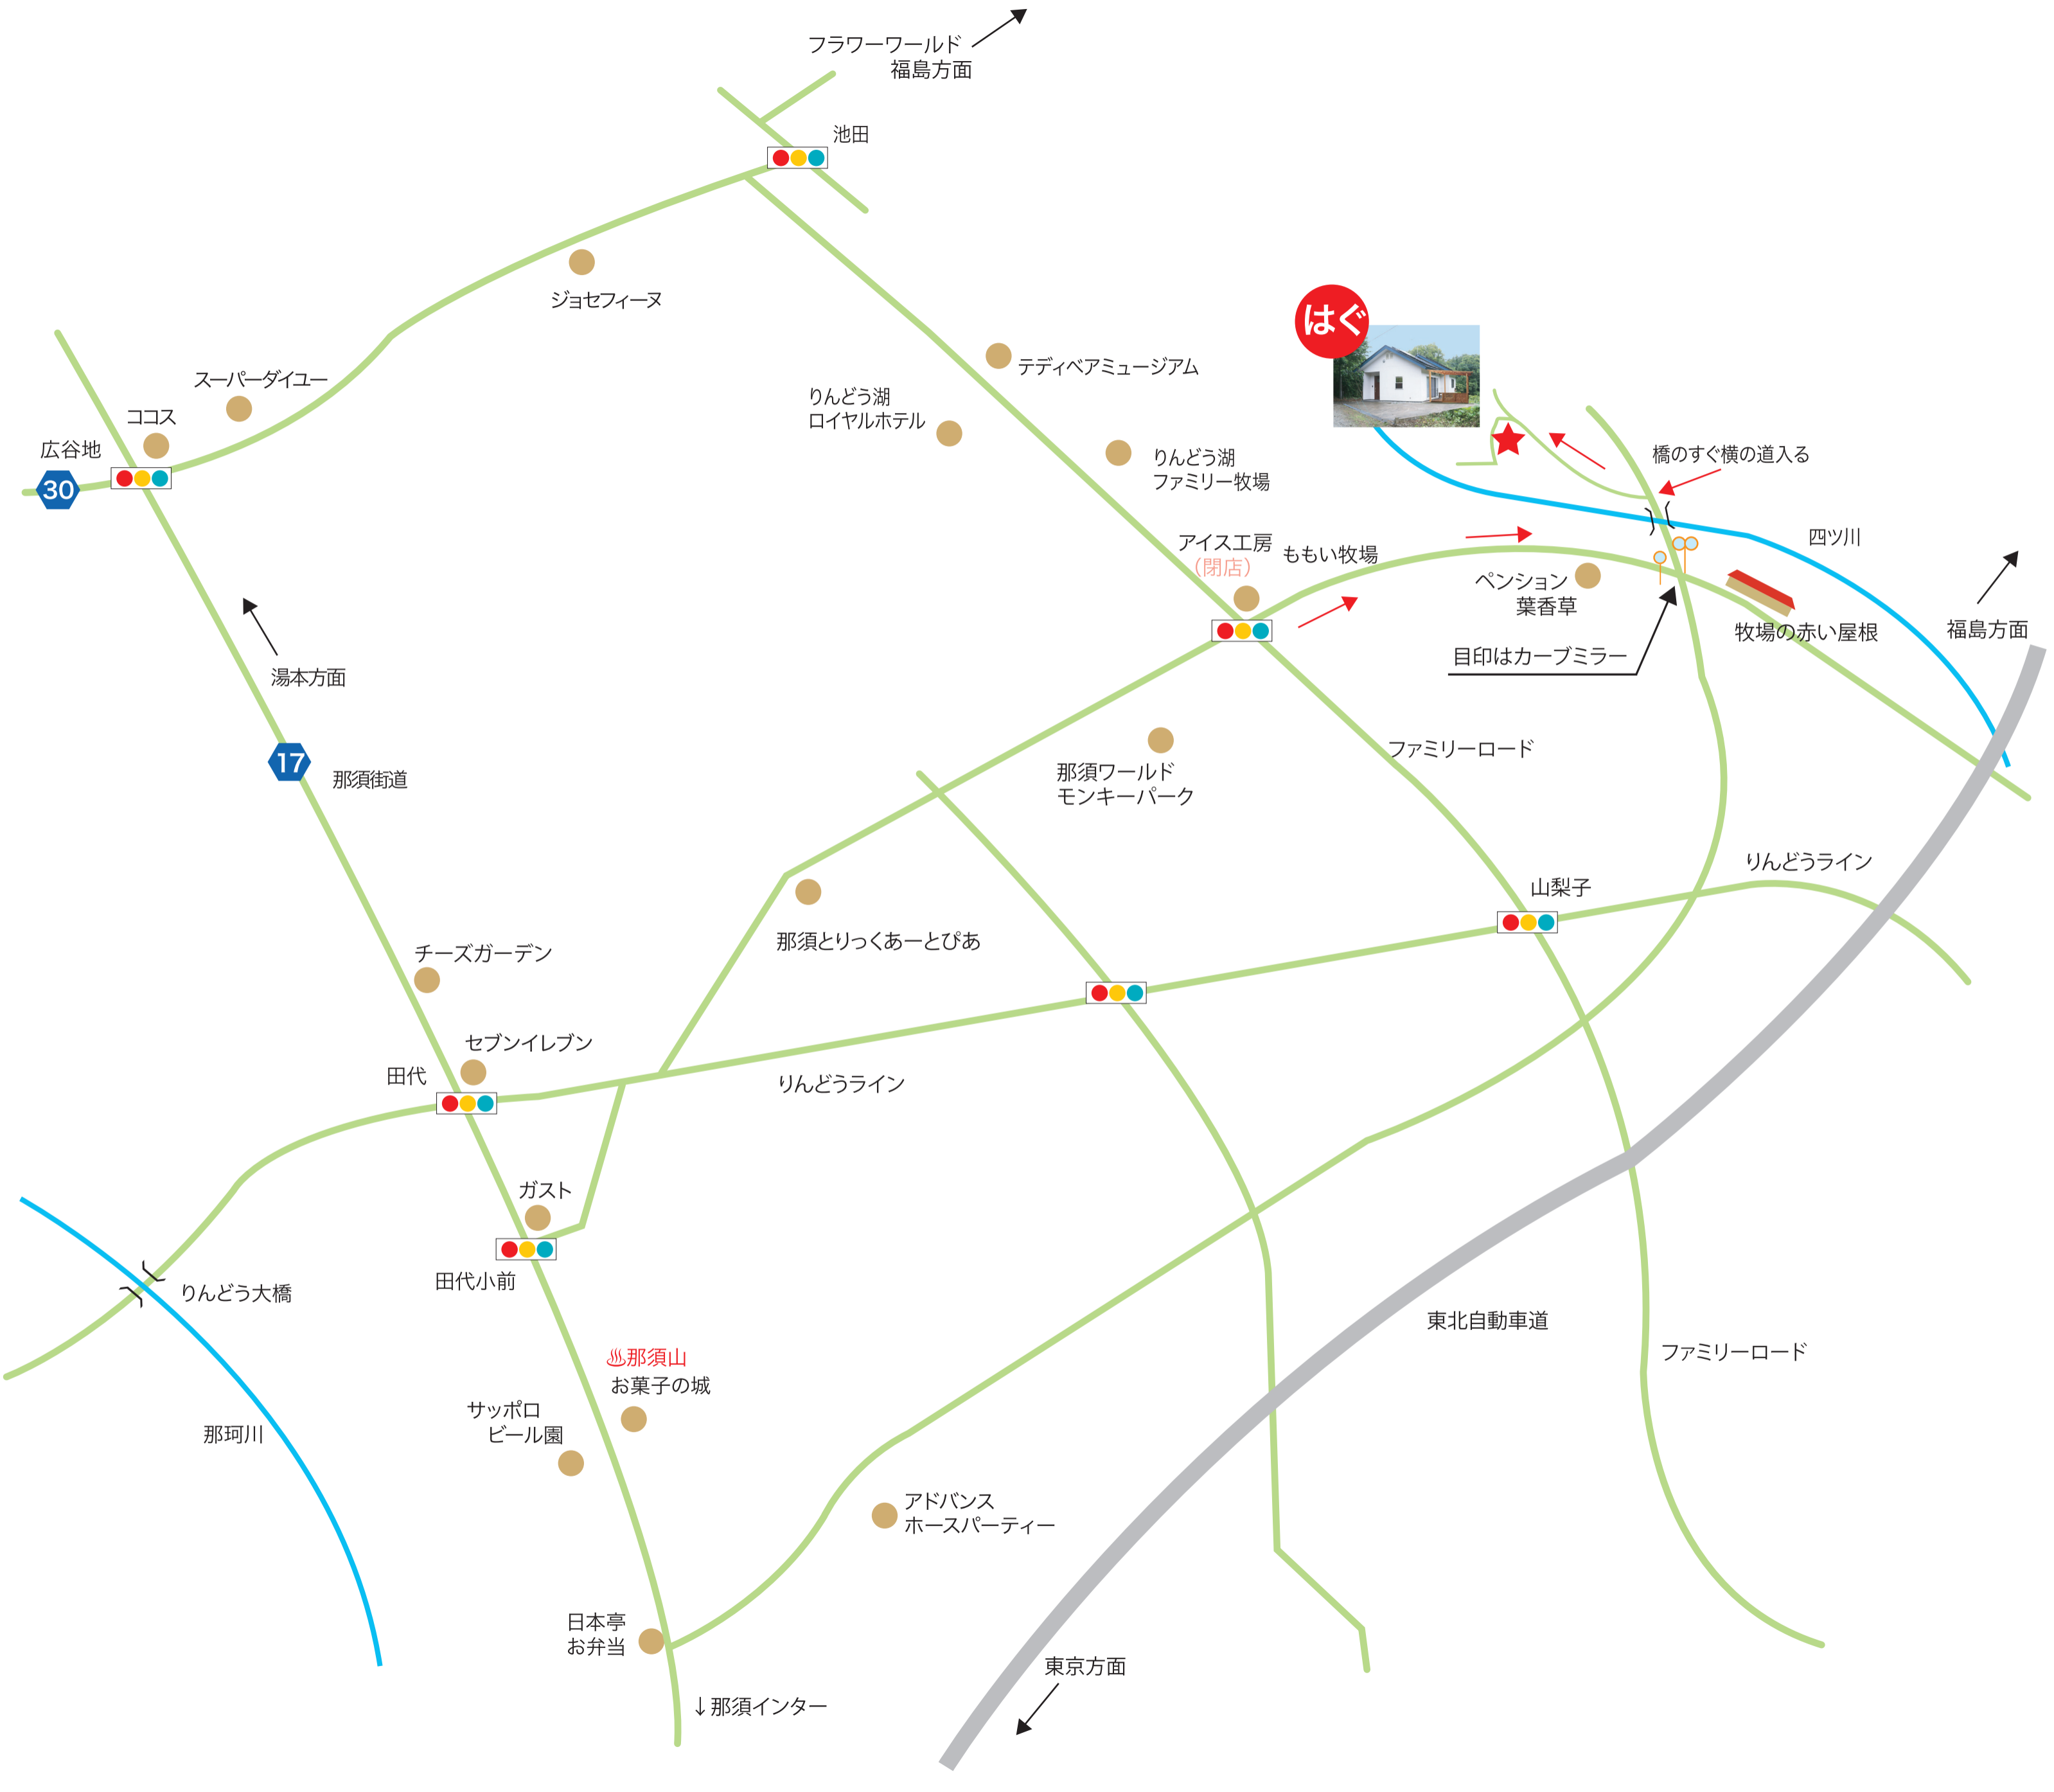 フラワーワールド
福島方面
池田
ジョセフィーヌ
はぐ
スーパーダイユー
ココス
広谷地
30
テディベアミュージアム
りんどう湖
ロイヤルホテル
りんどう湖
ファミリー牧場
橋のすぐ横の道入る
四ツ川
アイス工房
（閉店）
ももい牧場
ペンション
葉香草
牧場の赤い屋根
福島方面
目印はカーブミラー
湯本方面
17
那須街道
那須ワールド
モンキーパーク
ファミリーロード
りんどうライン
山梨子
那須とりっくあーとぴあ
チーズガーデン
セブンイレブン
田代
りんどうライン
ガスト
田代小前
りんどう大橋
東北自動車道
ファミリーロード
♨那須山
お菓子の城
サッポロ
ビール園
那珂川
アドバンス
ホースパーティー
日本亭
お弁当
東京方面
↓那須インター